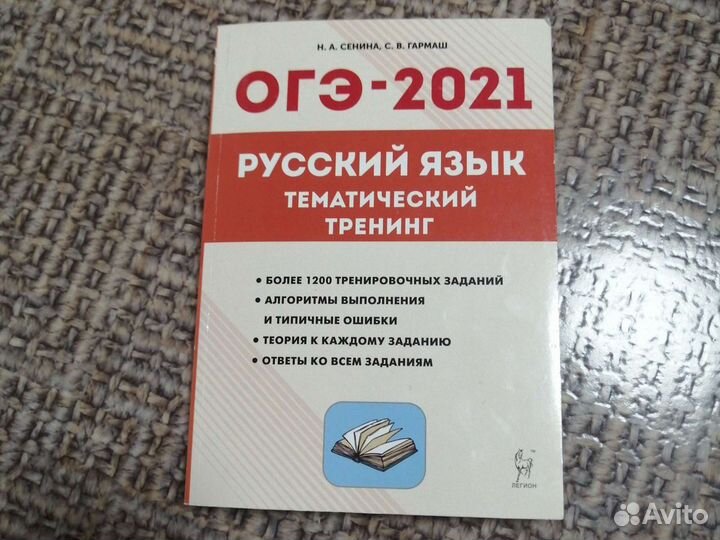 Н. А. СЕНИНА, С. В. ГАРМАШ
ОГЭ-2021
РУССКИЙ ЯЗЫК
ТЕМАТИЧЕСКИЙ
ТРЕНИНГ
• БОЛЕЕ 1200 ТРЕНИРОВОЧНЫХ ЗАДАНИЙ
• АЛГОРИТМЫ ВЫПОЛНЕНИЯ
И ТИПИЧНЫЕ ОШИБКИ
• ТЕОРИЯ К КАЖДОМУ ЗАДАНИЮ
• ОТВЕТЫ КО ВСЕМ ЗАДАНИЯМ
ЛЕГИОН
Avito